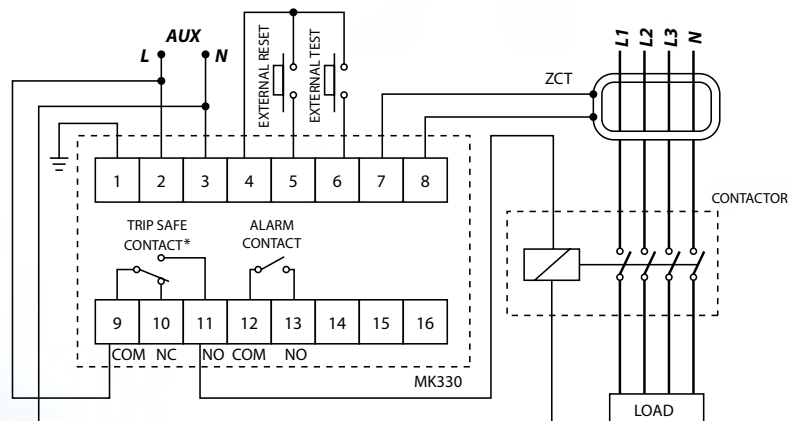 AUX
L N
EXTERNAL RESET
EXTERNAL TEST
ZCT
L1 L2 L3 N
1 2 3 4 5 6 7 8
CONTACTOR
TRIP SAFE
CONTACT*
ALARM
CONTACT
9 10 11 12 13 14 15 16
COM NC NO COM NO
MK330
LOAD